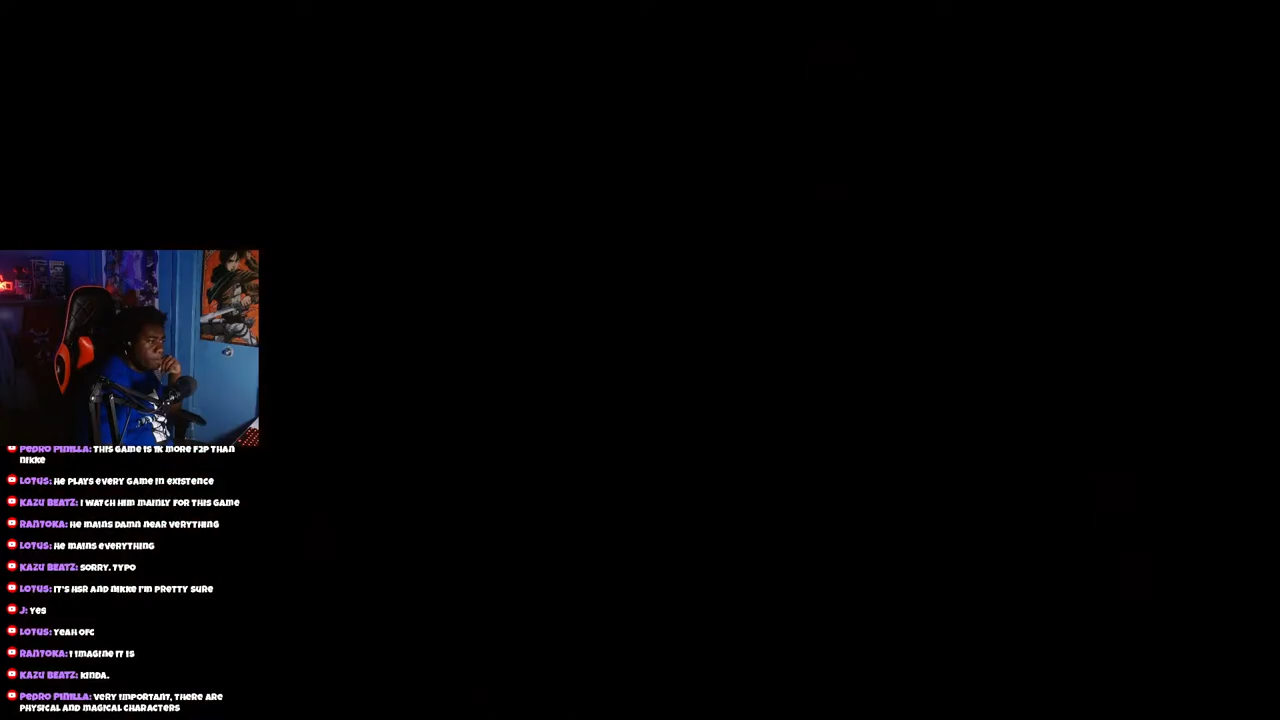 PEDRO PINILLA: THIS GAME IS 1K MORE F2P THAN
NIKKE
LOTUS: HE PLAYS EVERY GAME IN EXISTENCE
KAZU BEATZ: I WATCH HIM MAINLY FOR THIS GAME
RANTOKA: HE MAINS DAMN NEAR VERYTHING
LOTUS: HE MAINS EVERYTHING
KAZU BEATZ: SORRY. TYPO
LOTUS: IT'S HSR AND NIKKE I'M PRETTY SURE
J: YES
LOTUS: YEAH OFC
RANTOKA: I IMAGINE IT IS
KAZU BEATZ: KINDA.
PEDRO PINILLA: VERY IMPORTANT, THERE ARE
PHYSICAL AND MAGICAL CHARACTERS